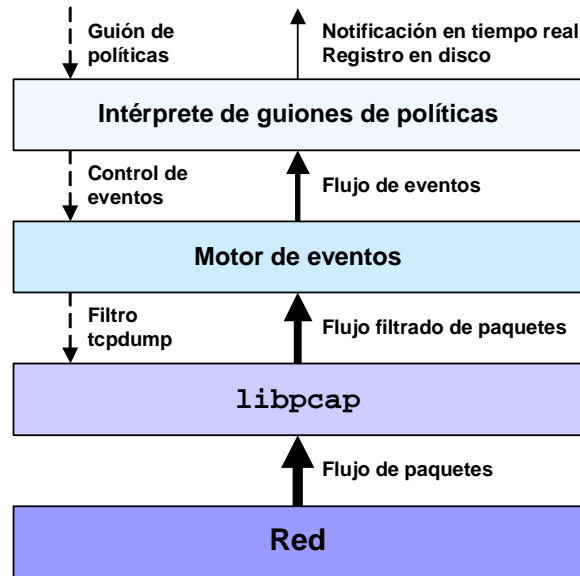 Guión de
políticas
Notificación en tiempo real
Registro en disco
Intérprete de guiones de políticas
Control de
eventos
Flujo de eventos
Motor de eventos
Filtro
tcpdump
Flujo filtrado de paquetes
libpcap
Flujo de paquetes
Red